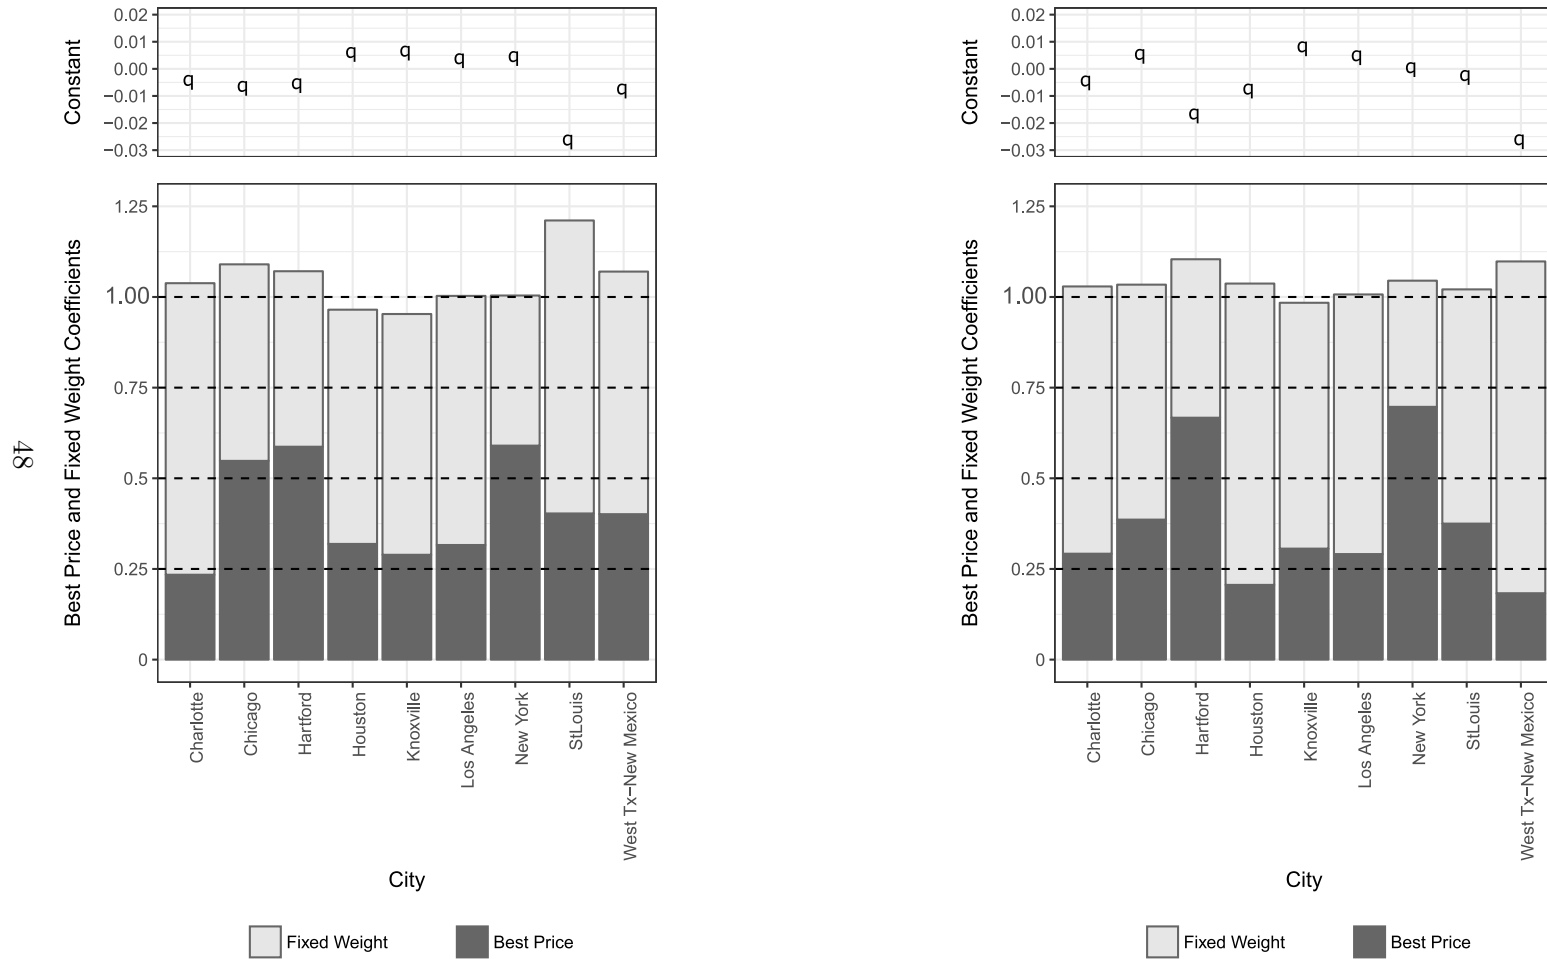 0.02
0.01
0.00
−0.01
−0.02
−0.03
Constant
q q q q q q q q q
1.25
1.00
0.75
0.5
0.25
0
Best Price and Fixed Weight Coefficients
Charlotte
Chicago
Hartford
Houston
Knoxville
Los Angeles
New York
StLouis
West Tx−New Mexico
City
Fixed Weight
Best Price
48
0.02
0.01
0.00
−0.01
−0.02
−0.03
Constant
q q q q q q q q q
1.25
1.00
0.75
0.5
0.25
0
Best Price and Fixed Weight Coefficients
Charlotte
Chicago
Hartford
Houston
Knoxville
Los Angeles
New York
StLouis
West Tx−New Mexico
City
Fixed Weight
Best Price